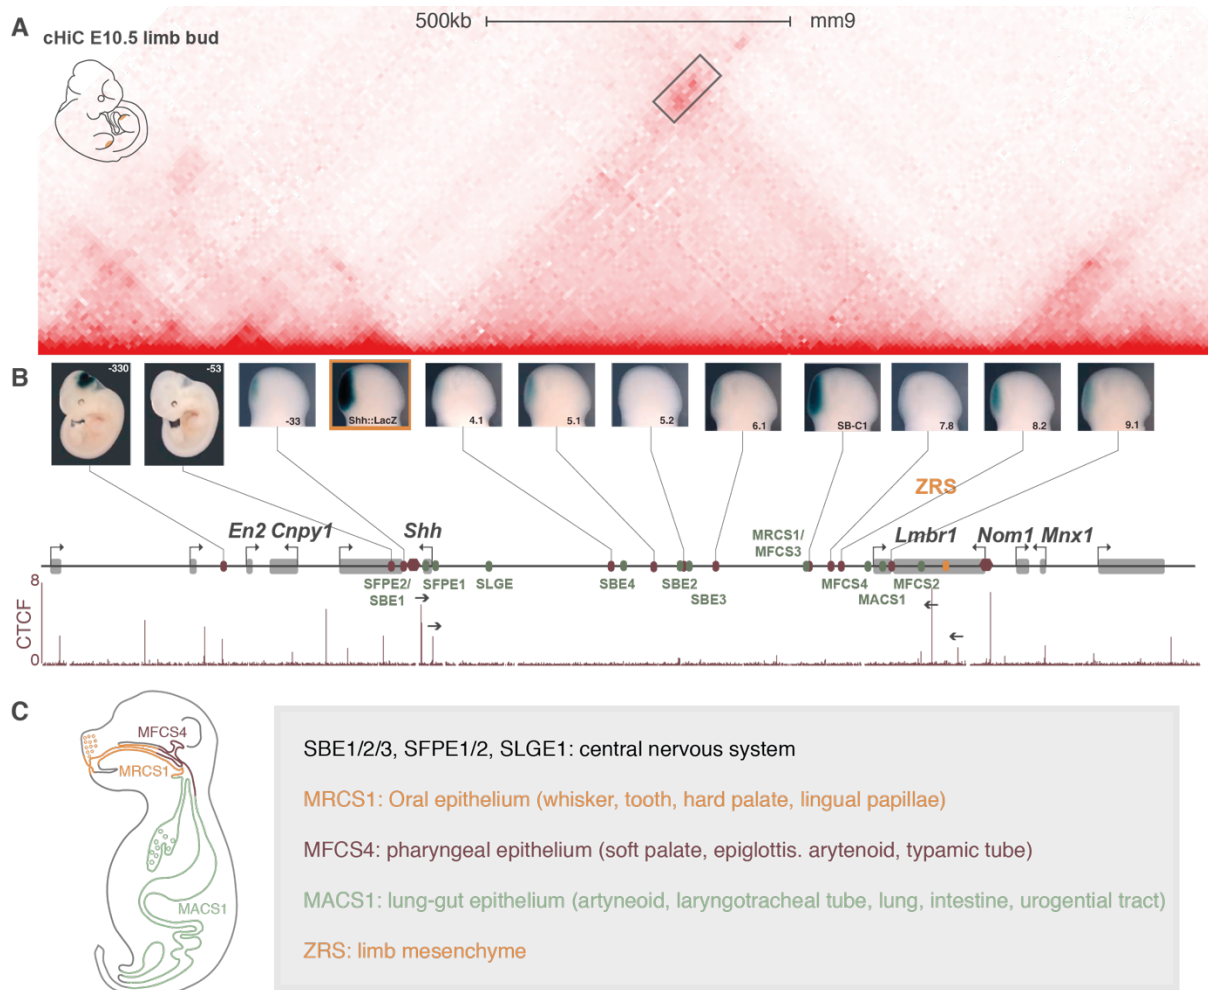 A
500kb
mm9
cHiC E10.5 limb bud
B
-330
-53
-33
Shh::LacZ
4.1
5.1
5.2
6.1
SB-C1
7.8
8.2
9.1
ZRS
En2 Cnpy1
Shh
MRCS1/
MFCS3
Lmbr1
Nom1 Mnx1
SFPE2/
SBE1
SFPE1
SLGE
SBE4
SBE2
SBE3
MFCS4
MACS1
MFCS2
8
CTCF
0
C
MFCS4
MRCS1
MACS1
SBE1/2/3, SFPE1/2, SLGE1: central nervous system
MRCS1: Oral epithelium (whisker, tooth, hard palate, lingual papillae)
MFCS4: pharyngeal epithelium (soft palate, epiglottis. arytenoid, typamic tube)
MACS1: lung-gut epithelium (artyneoid, laryngotracheal tube, lung, intestine, urogential tract)
ZRS: limb mesenchyme